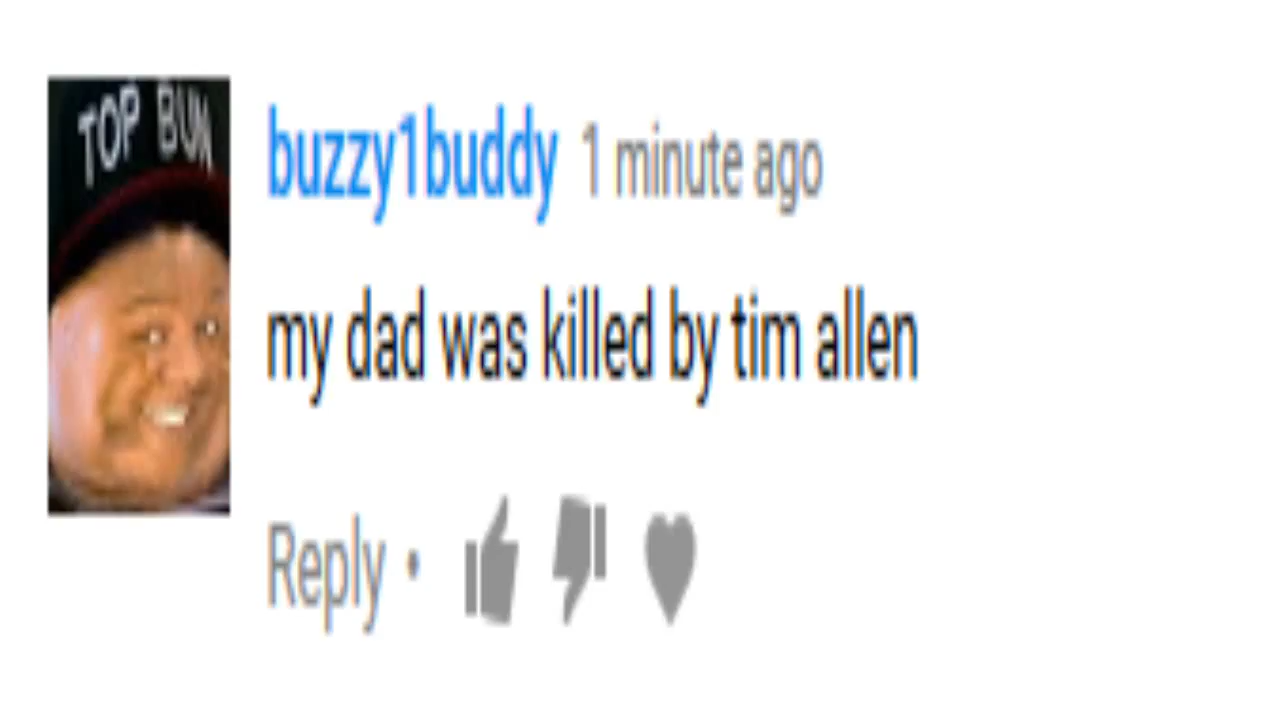 TOP BUN
buzzy1buddy 1 minute ago
my dad was killed by tim allen
Reply •